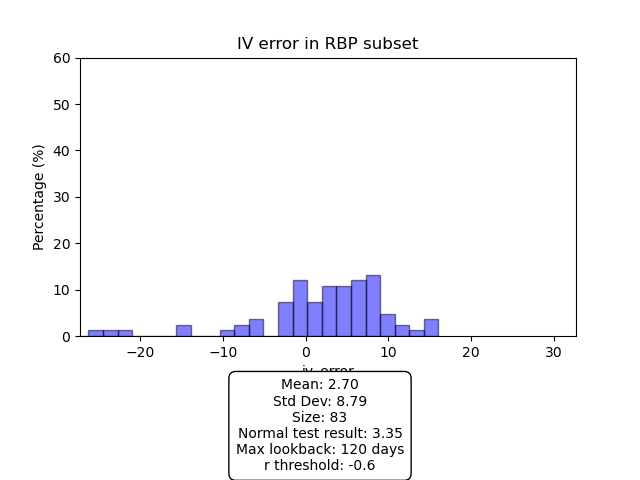 IV error in RBP subset
Percentage (%)
60
50
40
30
20
10
0
−20
−10
0
10
20
30
iv_error
Mean: 2.70
Std Dev: 8.79
Size: 83
Normal test result: 3.35
Max lookback: 120 days
r threshold: -0.6